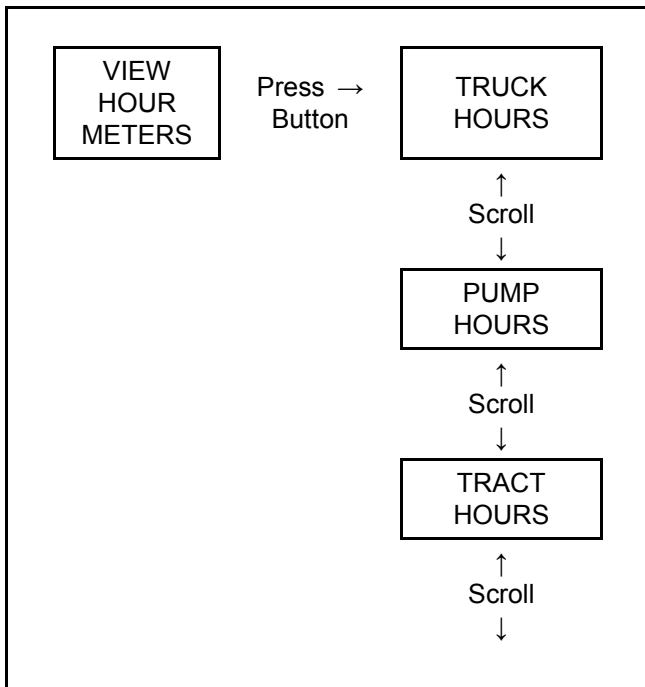 VIEW
HOUR
METERS
Press →
Button
TRUCK
HOURS
↑
Scroll
↓
PUMP
HOURS
↑
Scroll
↓
TRACT
HOURS
↑
Scroll
↓